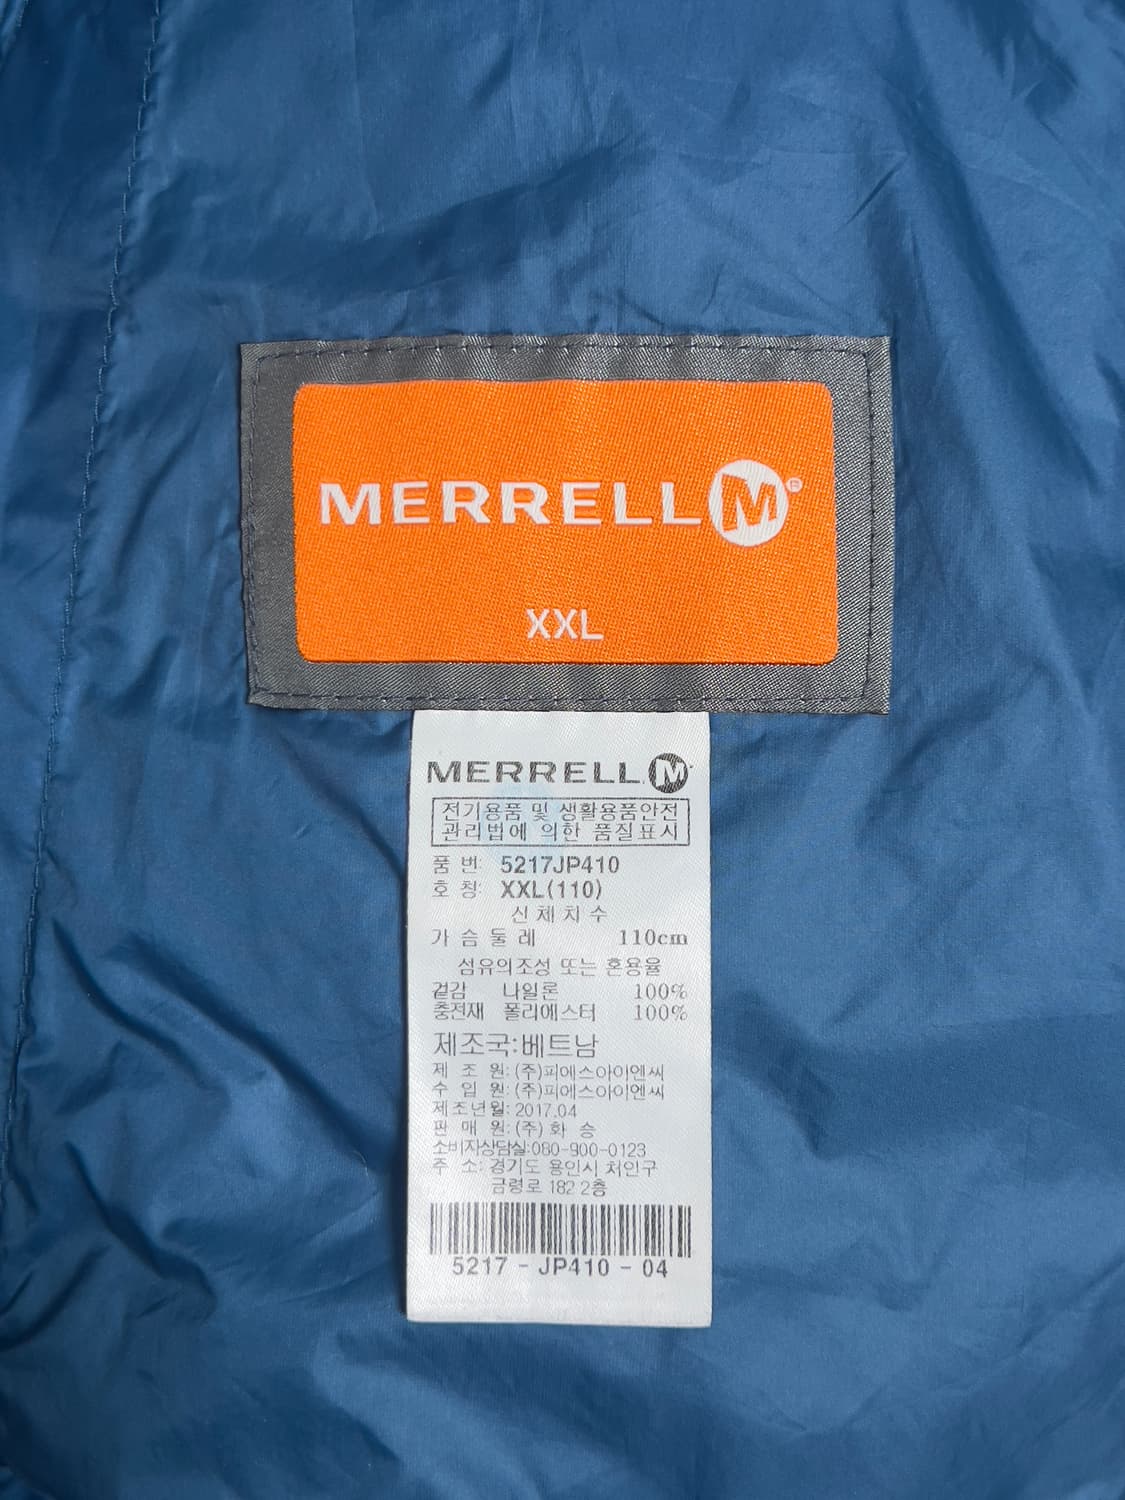 MERRELL M®
XXL
MERRELL M
전기용품 및 생활용품안전
관리법에 의한 품질표시
품 번: 5217JP410
호 칭: XXL(110)
신 체 치 수
가 슴 둘 레 110cm
섬유의조성 또는 혼용율
겉감 나일론 100%
충전재 폴리에스터 100%
제조국:베트남
제 조 원: (주)피에스아이엔씨
수 입 원: (주)피에스아이엔씨
제조년월: 2017.04
판 매 원: (주) 화 승
소비자상담실:080-900-0123
주 소: 경기도 용인시 처인구
금령로 182 2층
5217 - JP410 - 04